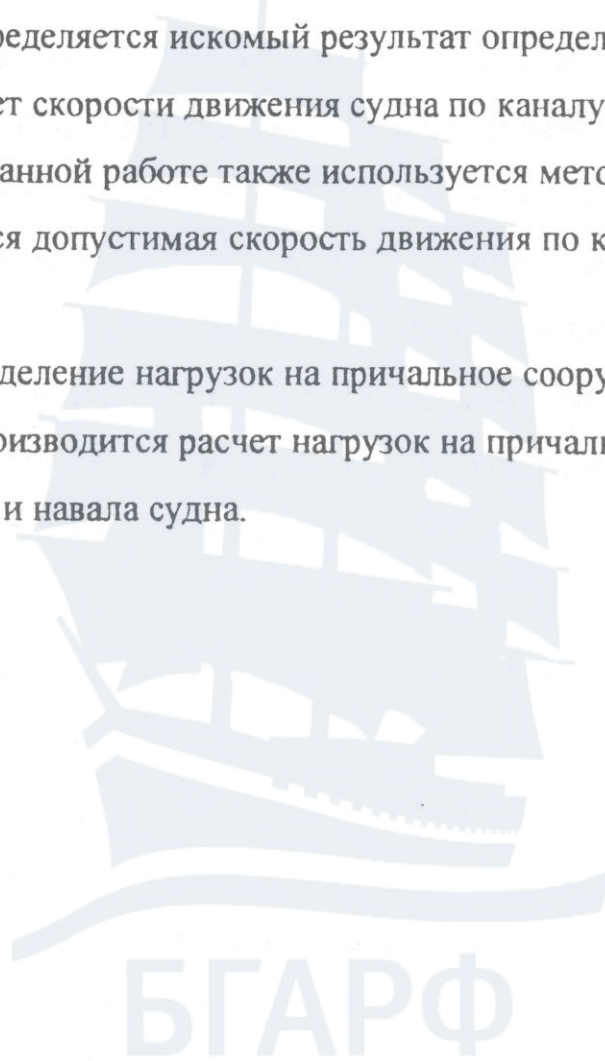 ределяется искомый результат определ
ет скорости движения судна по каналу
анной работе также используется мето
ся допустимая скорость движения по к
деление нагрузок на причальное соору
оизводится расчет нагрузок на причаль
и навала судна.
БГАРФ